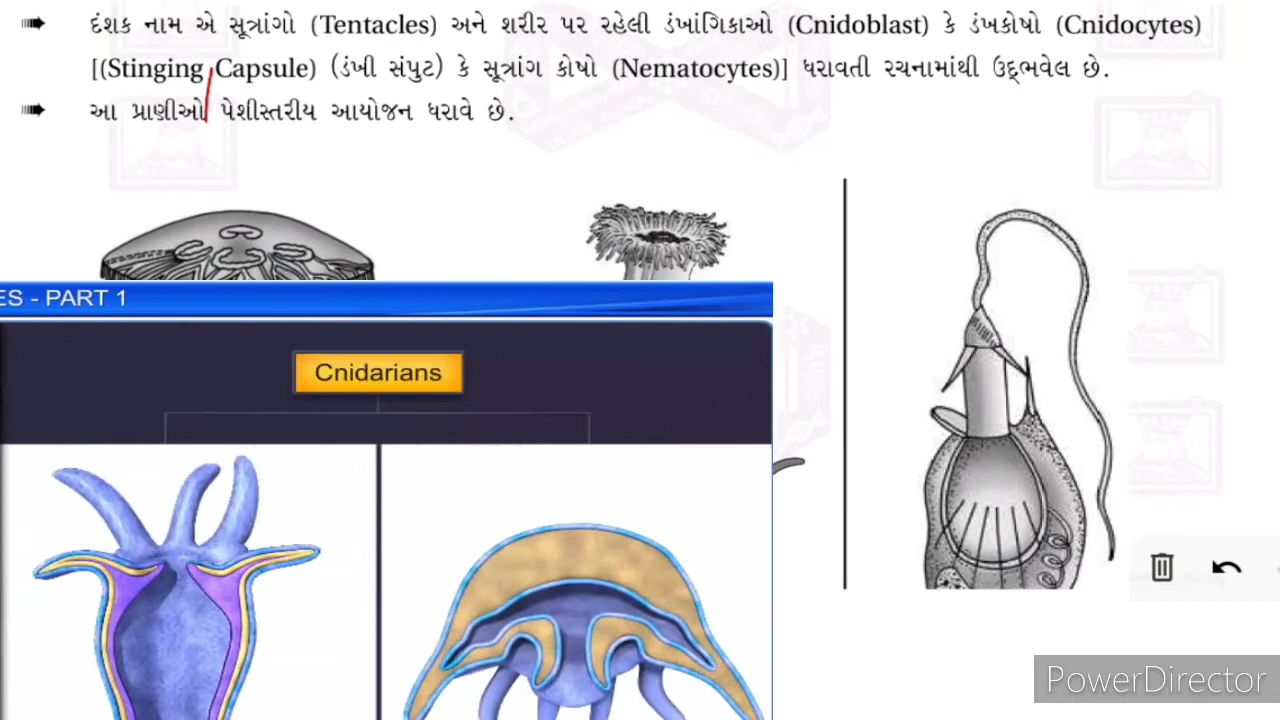 દંશક નામ એ સૂત્રાંગો (Tentacles) અને શરીર પર રહેલી ડંખાંગિકાઓ (Cnidoblast) કે ડંખકોષો (Cnidocytes)
[(Stinging Capsule) (ડંખી સંપુટ) કે સૂત્રાંગ કોષો (Nematocytes)] ધરાવતી રચનામાંથી ઉદ્ભવેલ છે.
આ પ્રાણીઓ પેશીસ્તરીય આયોજન ધરાવે છે.
ES - PART 1
Cnidarians
PowerDirector